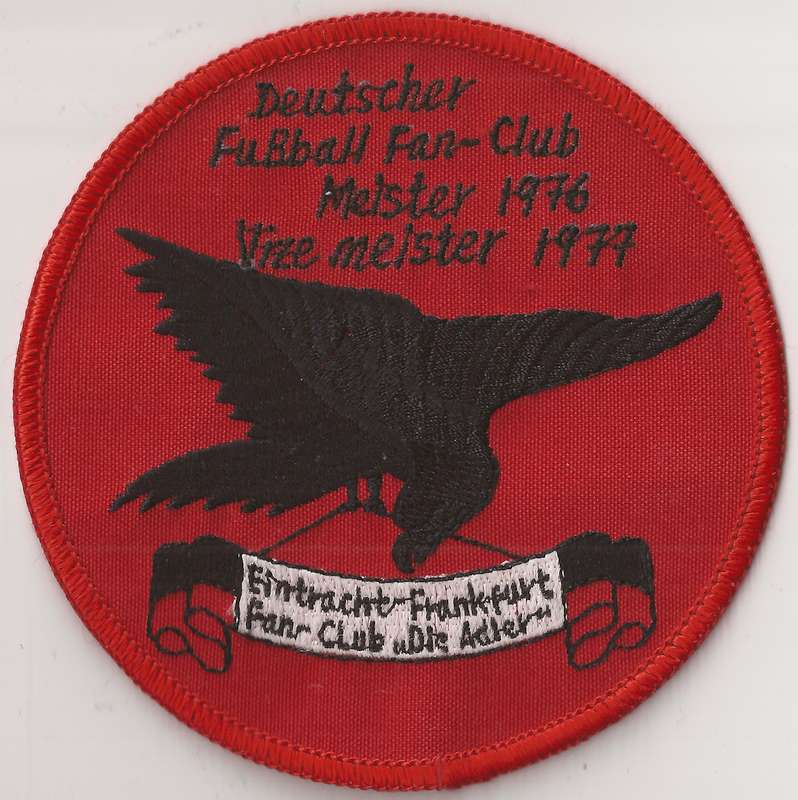 Deutscher
Fußball Fan-Club
Meister 1976
Vize meister 1977
Eintracht-Frankfurt
Fan-Club „Die Adler“